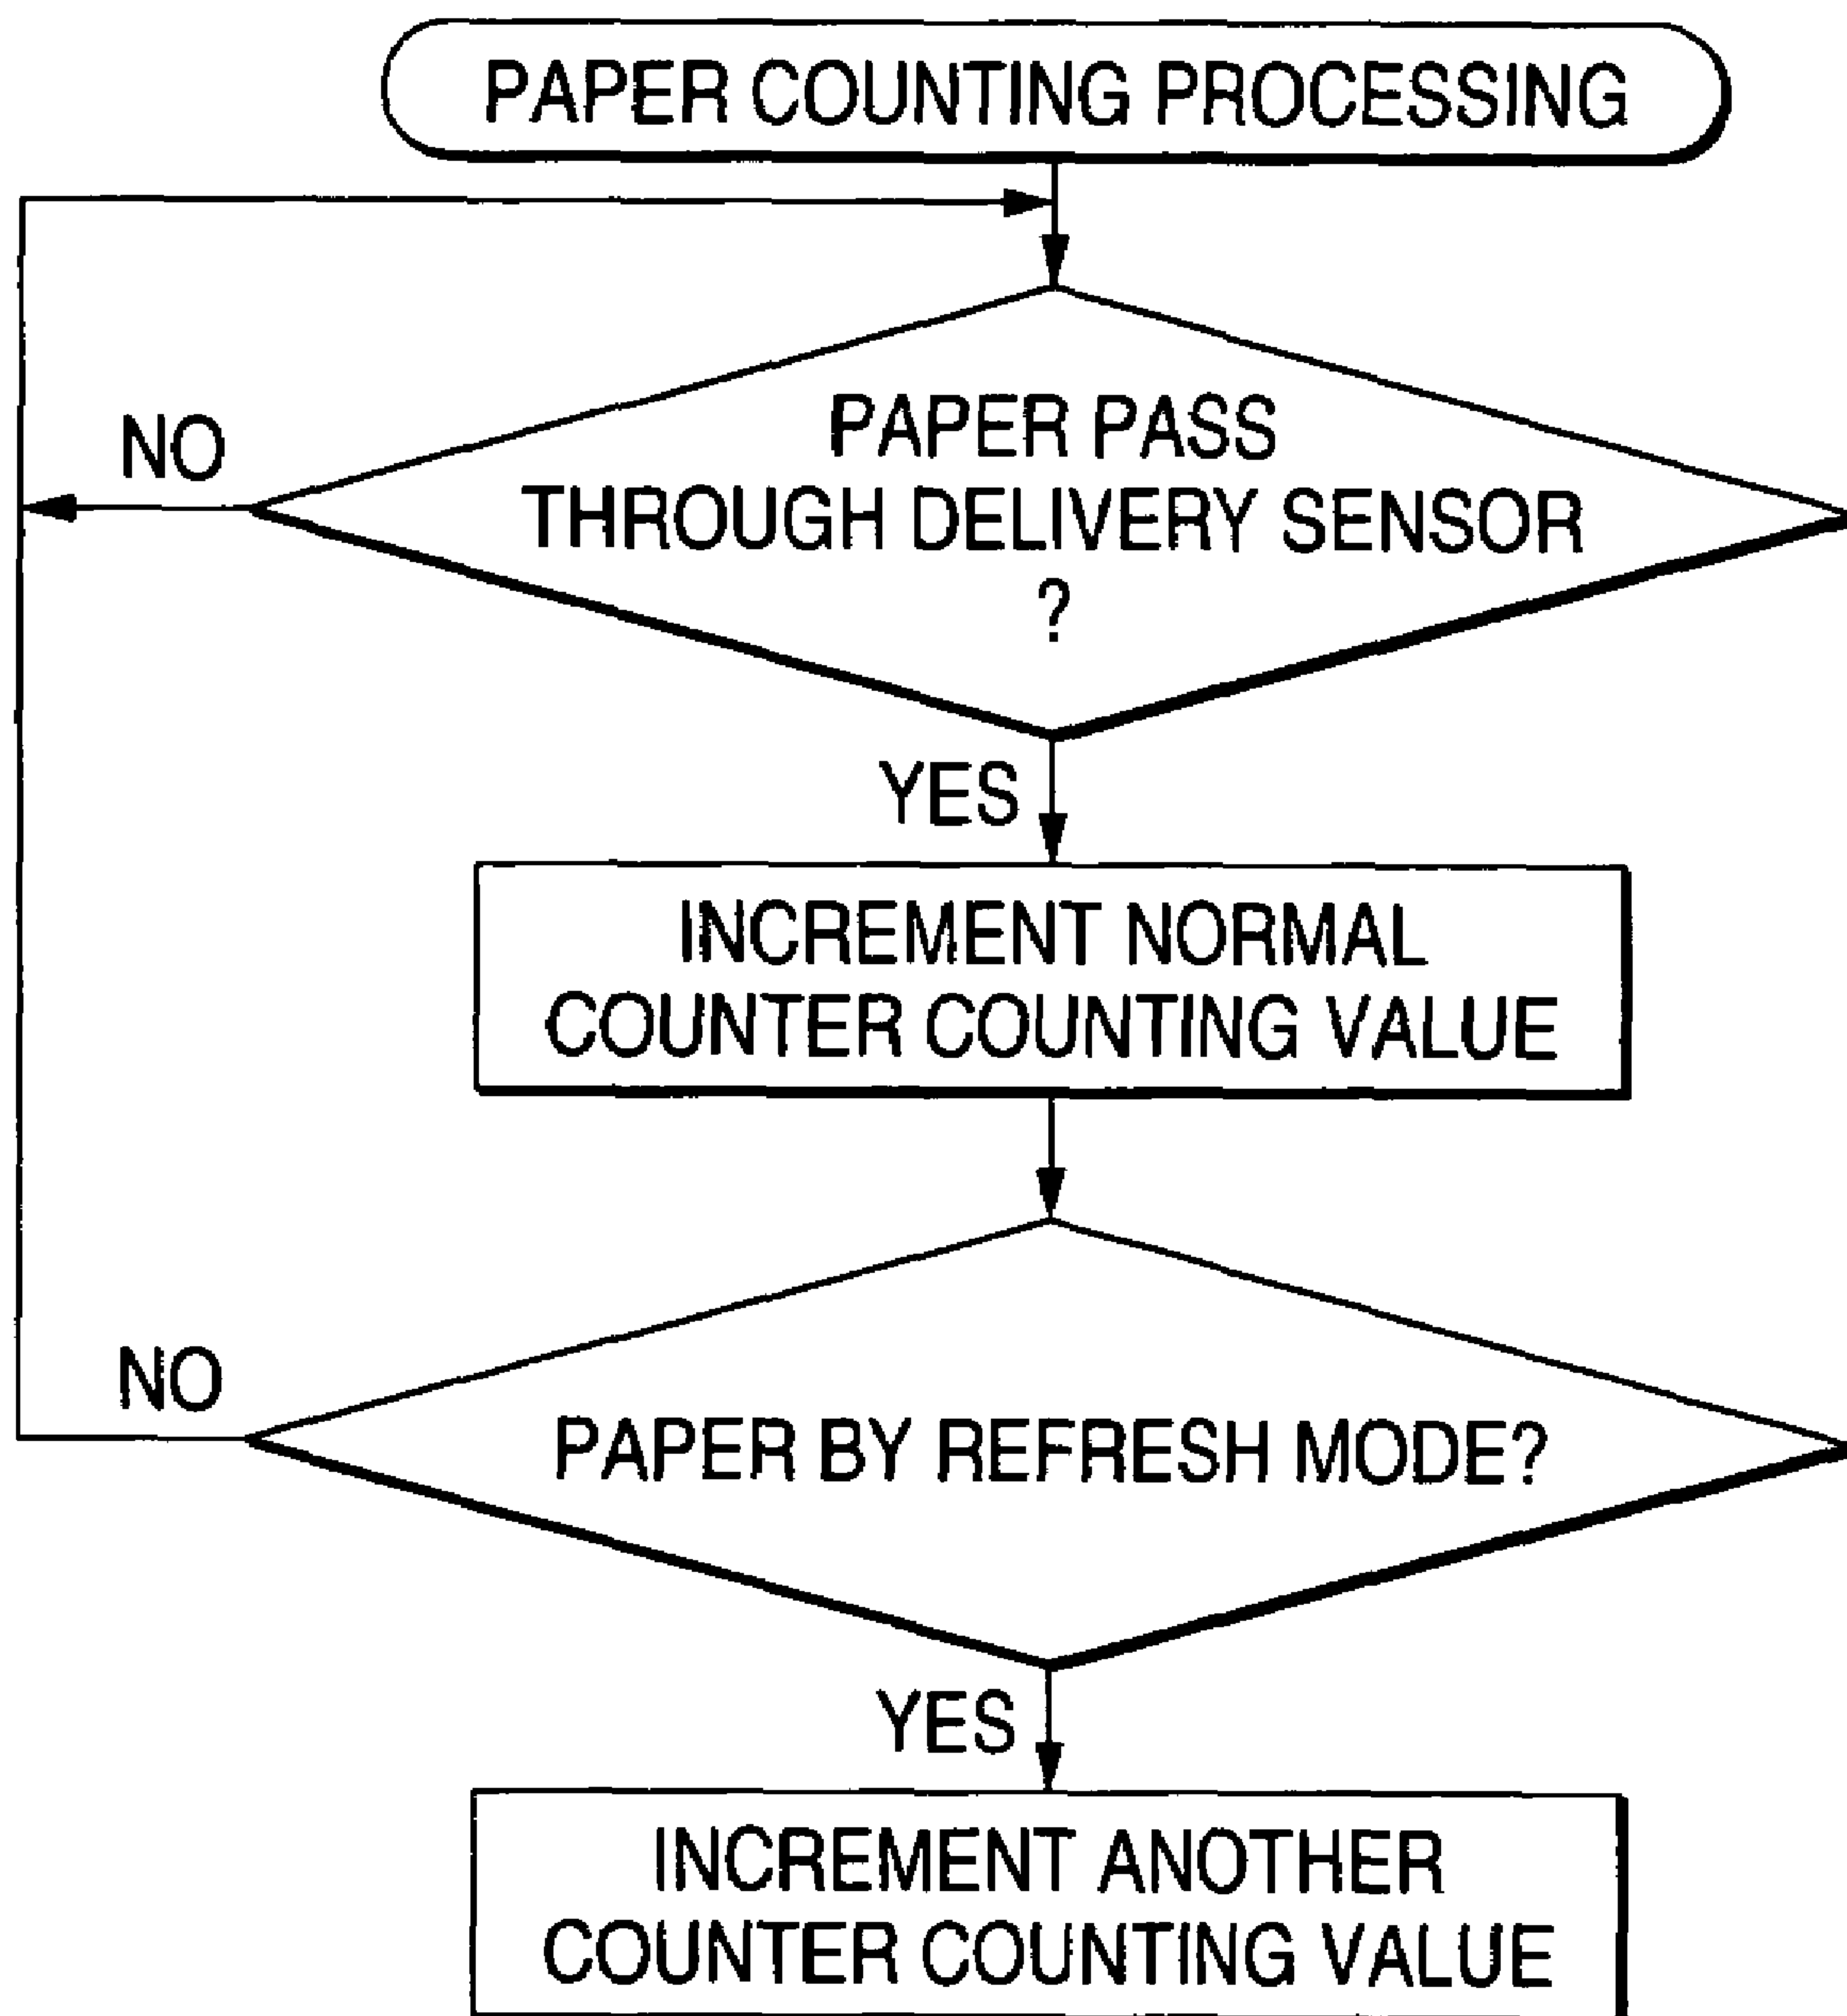 PAPER COUNTING PROCESSING
PAPER PASS
THROUGH DELIVERY SENSOR
?
NO
YES
INCREMENT NORMAL
COUNTER COUNTING VALUE
PAPER BY REFRESH MODE?
NO
YES
INCREMENT ANOTHER
COUNTER COUNTING VALUE